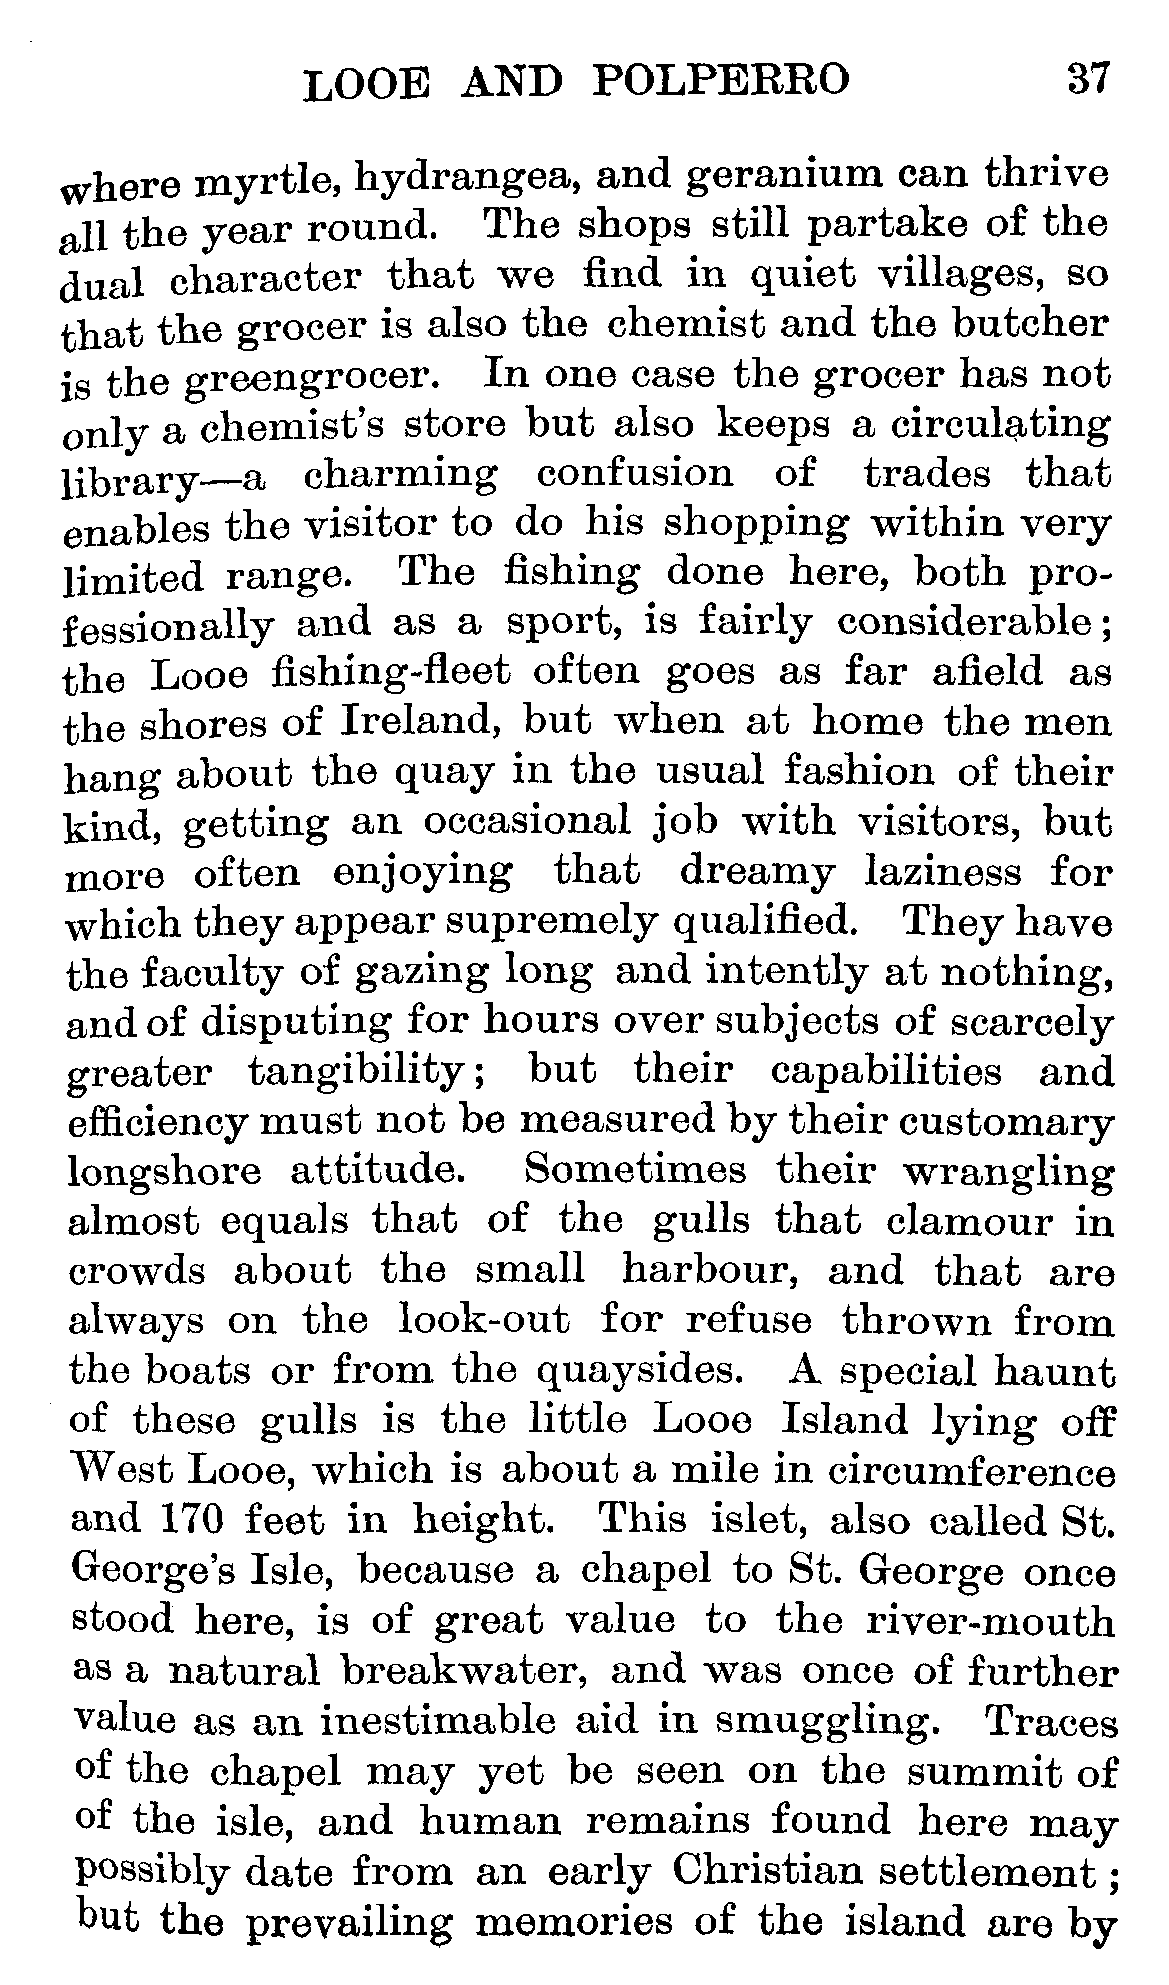 LOOE AND POLPERRO 37
where myrtle, hydrangea, and geranium can thrive
all the year round. The shops still partake of the
dual character that we find in quiet villages, so
that the grocer is also the chemist and the butcher
is the greengrocer. In one case the grocer has not
only a chemist's store but also keeps a circulating
library—a charming confusion of trades that
enables the visitor to do his shopping within very
limited range. The fishing done here, both pro-
fessionally and as a sport, is fairly considerable;
the Looe fishing-fleet often goes as far afield as
the shores of Ireland, but when at home the men
hang about the quay in the usual fashion of their
kind, getting an occasional job with visitors, but
more often enjoying that dreamy laziness for
which they appear supremely qualified. They have
the faculty of gazing long and intently at nothing,
and of disputing for hours over subjects of scarcely
greater tangibility; but their capabilities and
efficiency must not be measured by their customary
longshore attitude. Sometimes their wrangling
almost equals that of the gulls that clamour in
crowds about the small harbour, and that are
always on the look-out for refuse thrown from
the boats or from the quaysides. A special haunt
of these gulls is the little Looe Island lying off
West Looe, which is about a mile in circumference
and 170 feet in height. This islet, also called St.
George's Isle, because a chapel to St. George once
stood here, is of great value to the river-mouth
as a natural breakwater, and was once of further
value as an inestimable aid in smuggling. Traces
of the chapel may yet be seen on the summit of
of the isle, and human remains found here may
possibly date from an early Christian settlement;
but the prevailing memories of the island are by